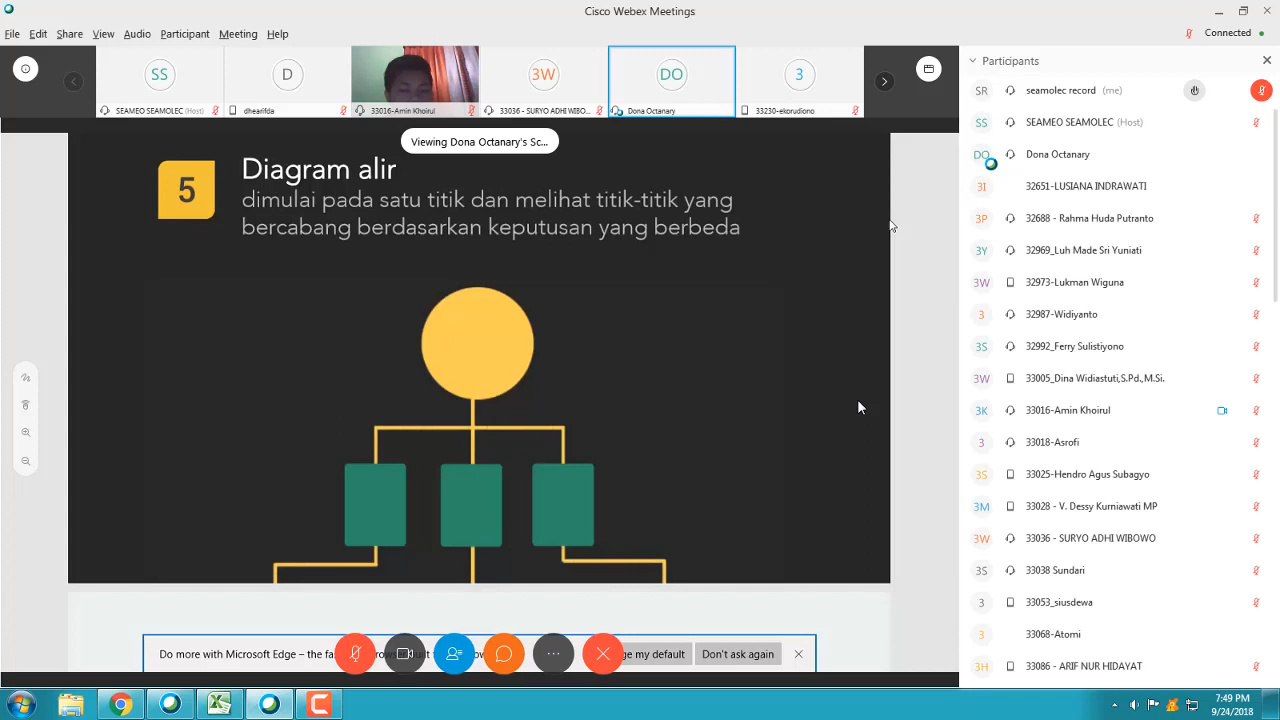 Cisco Webex Meetings
File Edit Share View Audio Participant Meeting Help
Connected
SS
D
3W
DO
3
SEAMEO SEAMOLEC (Host)
dhearifda
33016-Amin Khoirul
33036 - SURYO ADHI WIBO...
Dona Octanary
33230-ekorudiono
Viewing Dona Octanary's Sc...
5
Diagram alir
dimulai pada satu titik dan melihat titik-titik yang
bercabang berdasarkan keputusan yang berbeda
Participants
SR seamolec record (me)
SS SEAMEO SEAMOLEC (Host)
DO Dona Octanary
3I 32651-LUSIANA INDRAWATI
3P 32688 - Rahma Huda Putranto
3Y 32969_Luh Made Sri Yuniati
3W 32973-Lukman Wiguna
3 32987-Widiyanto
3S 32992_Ferry Sulistiyono
3W 33005_Dina Widiastuti,S.Pd.,M.Si.
3K 33016-Amin Khoirul
3 33018-Asrofi
3S 33025-Hendro Agus Subagyo
3M 33028 - V. Dessy Kurniawati MP
3W 33036 - SURYO ADHI WIBOWO
3S 33038 Sundari
3 33053_siusdewa
3 33068-Atomi
3H 33086 - ARIF NUR HIDAYAT
Do more with Microsoft Edge – the fa
my default
Don't ask again
7:49 PM
9/24/2018